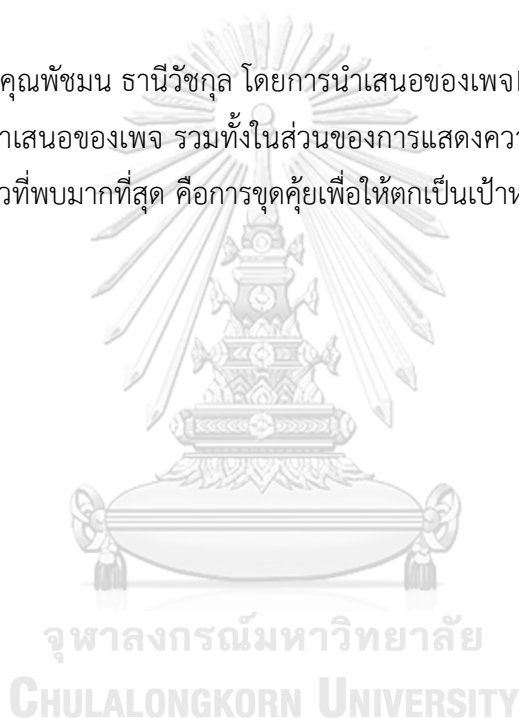 คุณพัชมน ธานีวัชกุล โดยการนำเสนอของเพจ
นำเสนอของเพจ รวมทั้งในส่วนของการแสดงควา
ที่พบมากที่สุด คือการขุดคุ้ยเพื่อให้ตกเป็นเป้าห
จุฬาลงกรณ์มหาวิทยาลัย
CHULALONGKORN UNIVERSITY